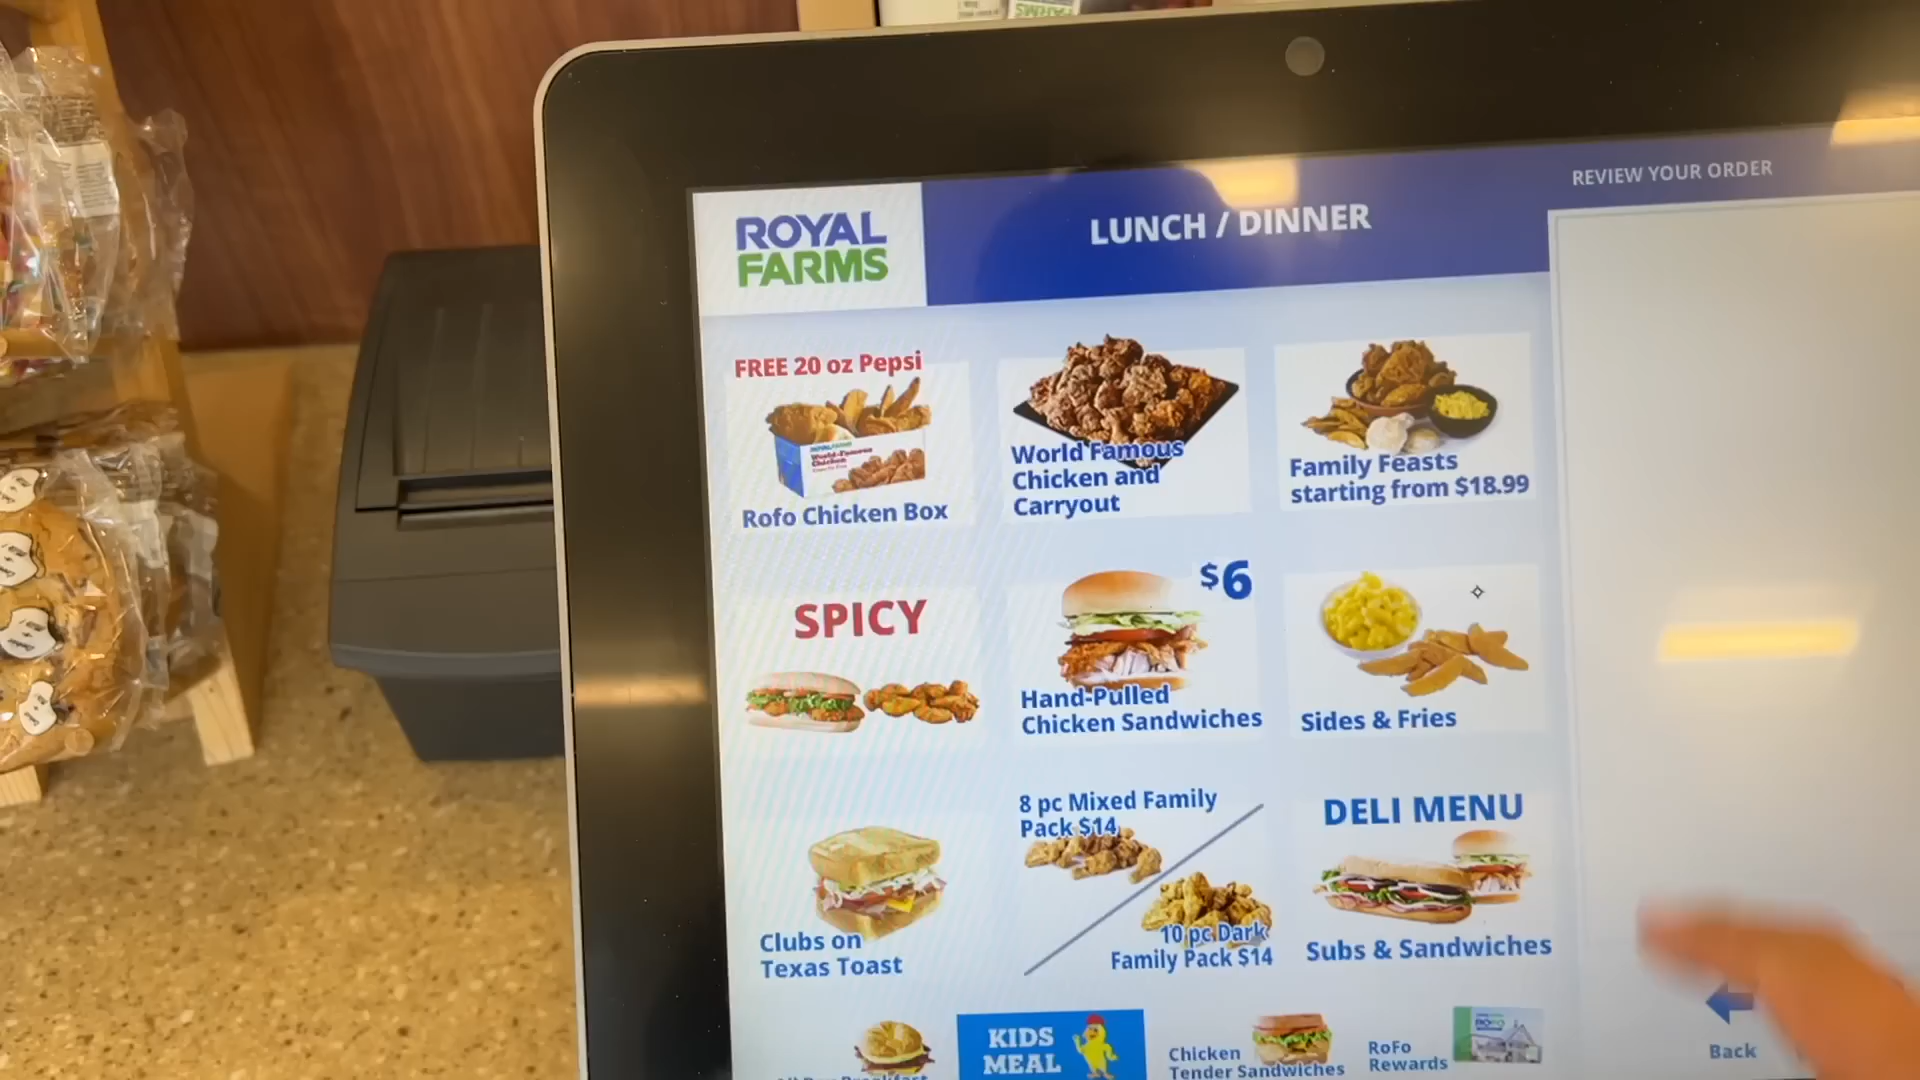 REVIEW YOUR ORDER
ROYAL
FARMS
LUNCH / DINNER
FREE 20 oz Pepsi
Rofo Chicken Box
World Famous
Chicken and
Carryout
Family Feasts
starting from $18.99
SPICY
$6
Hand-Pulled
Chicken Sandwiches
Sides & Fries
Clubs on
Texas Toast
8 pc Mixed Family
Pack $14
10 pc Dark
Family Pack $14
DELI MENU
Subs & Sandwiches
KIDS
MEAL
Chicken
Tender Sandwiches
RoFo
Rewards
Back